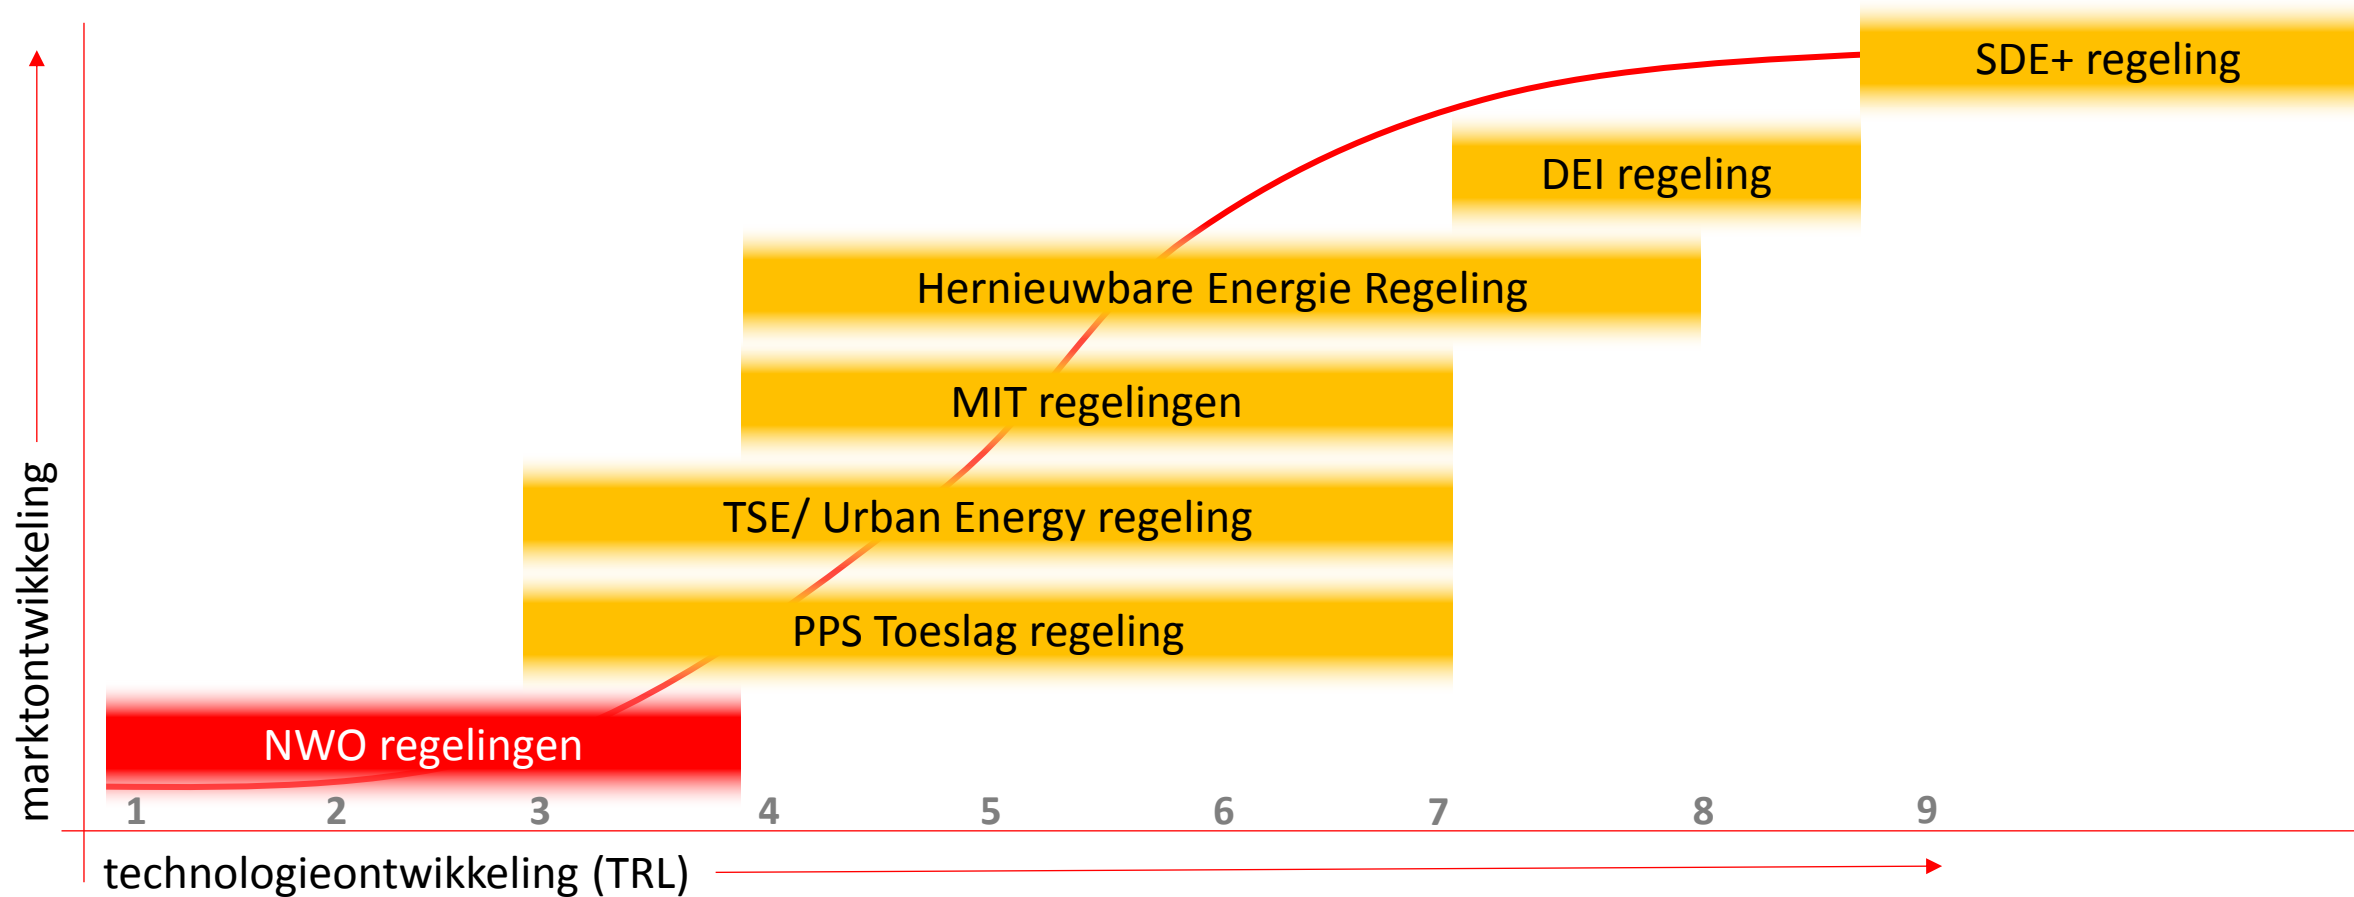 SDE+ regeling
DEI regeling
Hernieuwbare Energie Regeling
MIT regelingen
TSE/ Urban Energy regeling
PPS Toeslag regeling
NWO regelingen
marktontwikkeling
1 2 3 4 5 6 7 8 9
technologieontwikkeling (TRL)